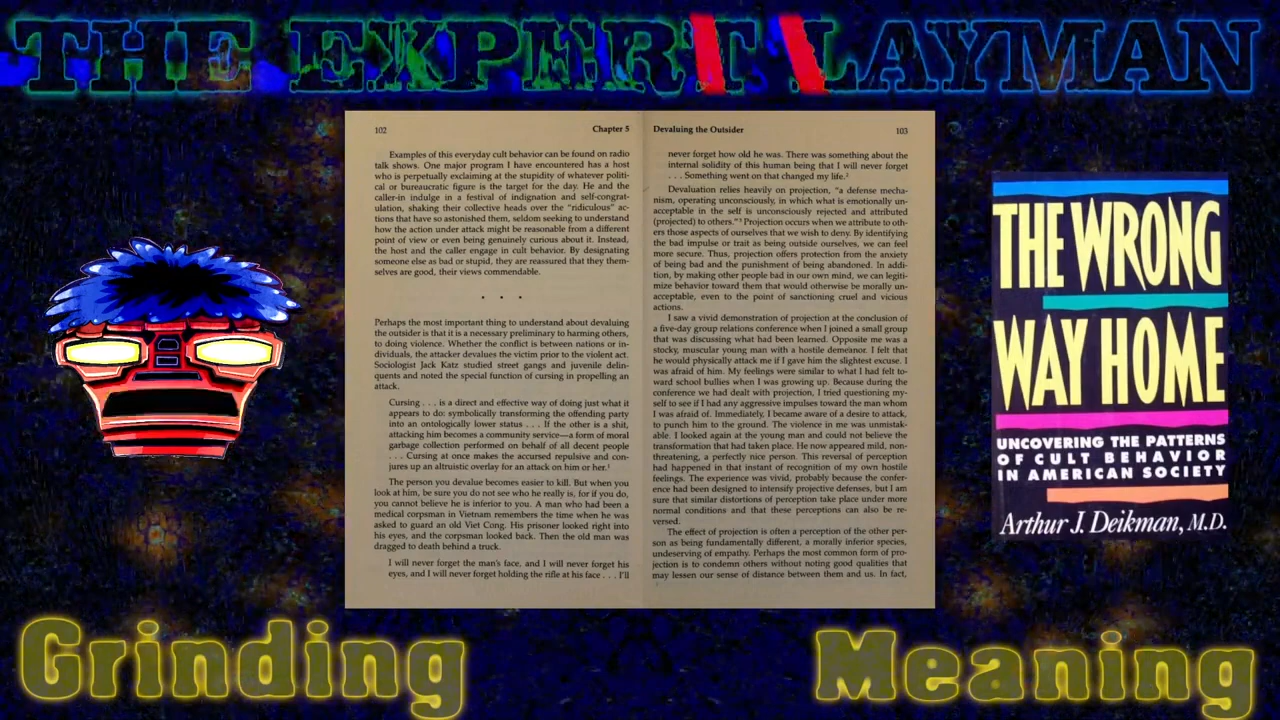 THE EXPERT LAYMAN
102 Chapter 5
Examples of this everyday cult behavior can be found on radio
talk shows. One major program I have encountered has a host
who is perpetually exclaiming at the stupidity of whatever politi-
cal or bureaucratic figure is the target for the day. He and the
caller-in indulge in a festival of indignation and self-congrat-
ulation, shaking their collective heads over the “ridiculous” ac-
tions that have so astonished them, seldom seeking to understand
how the action under attack might be reasonable from a different
point of view or even being genuinely curious about it. Instead,
the host and the caller engage in cult behavior. By designating
someone else as bad or stupid, they are reassured that they them-
selves are good, their views commendable.
. . .
Perhaps the most important thing to understand about devaluing
the outsider is that it is a necessary preliminary to harming others,
to doing violence. Whether the conflict is between nations or in-
dividuals, the attacker devalues the victim prior to the violent act.
Sociologist Jack Katz studied street gangs and juvenile delin-
quents and noted the special function of cursing in propelling an
attack.
Cursing . . . is a direct and effective way of doing just what it
appears to do: symbolically transforming the offending party
into an ontologically lower status . . . If the other is a shit,
attacking him becomes a community service—a form of moral
garbage collection performed on behalf of all decent people
. . . Cursing at once makes the accursed repulsive and con-
jures up an altruistic overlay for an attack on him or her.¹
The person you devalue becomes easier to kill. But when you
look at him, be sure you do not see who he really is, for if you do,
you cannot believe he is inferior to you. A man who had been a
medical corpsman in Vietnam remembers the time when he was
asked to guard an old Viet Cong. His prisoner looked right into
his eyes, and the corpsman looked back. Then the old man was
dragged to death behind a truck.
I will never forget the man's face, and I will never forget his
eyes, and I will never forget holding the rifle at his face . . . I'll
Devaluing the Outsider 103
never forget how old he was. There was something about the
internal solidity of this human being that I will never forget
. . . Something went on that changed my life.²
Devaluation relies heavily on projection, “a defense mecha-
nism, operating unconsciously, in which what is emotionally un-
acceptable in the self is unconsciously rejected and attributed
(projected) to others.”³ Projection occurs when we attribute to oth-
ers those aspects of ourselves that we wish to deny. By identifying
the bad impulse or trait as being outside ourselves, we can feel
more secure. Thus, projection offers protection from the anxiety
of being bad and the punishment of being abandoned. In addi-
tion, by making other people bad in our own mind, we can legiti-
mize behavior toward them that would otherwise be morally un-
acceptable, even to the point of sanctioning cruel and vicious
actions.
I saw a vivid demonstration of projection at the conclusion of
a five-day group relations conference when I joined a small group
that was discussing what had been learned. Opposite me was a
stocky, muscular young man with a hostile demeanor. I felt that
he would physically attack me if I gave him the slightest excuse. I
was afraid of him. My feelings were similar to what I had felt to-
ward school bullies when I was growing up. Because during the
conference we had dealt with projection, I tried questioning my-
self to see if I had any aggressive impulses toward the man whom
I was afraid of. Immediately, I became aware of a desire to attack,
to punch him to the ground. The violence in me was unmistak-
able. I looked again at the young man and could not believe the
transformation that had taken place. He now appeared mild, non-
threatening, a perfectly nice person. This reversal of perception
had happened in that instant of recognition of my own hostile
feelings. The experience was vivid, probably because the confer-
ence had been designed to intensify projective defenses, but I am
sure that similar distortions of perception take place under more
normal conditions and that these perceptions can also be re-
versed.
The effect of projection is often a perception of the other per-
son as being fundamentally different, a morally inferior species,
undeserving of empathy. Perhaps the most common form of pro-
jection is to condemn others without noting good qualities that
may lessen our sense of distance between them and us. In fact,
THE WRONG
WAY HOME
UNCOVERING THE PATTERNS
OF CULT BEHAVIOR
IN AMERICAN SOCIETY
Arthur J. Deikman, M.D.
Grinding Meaning